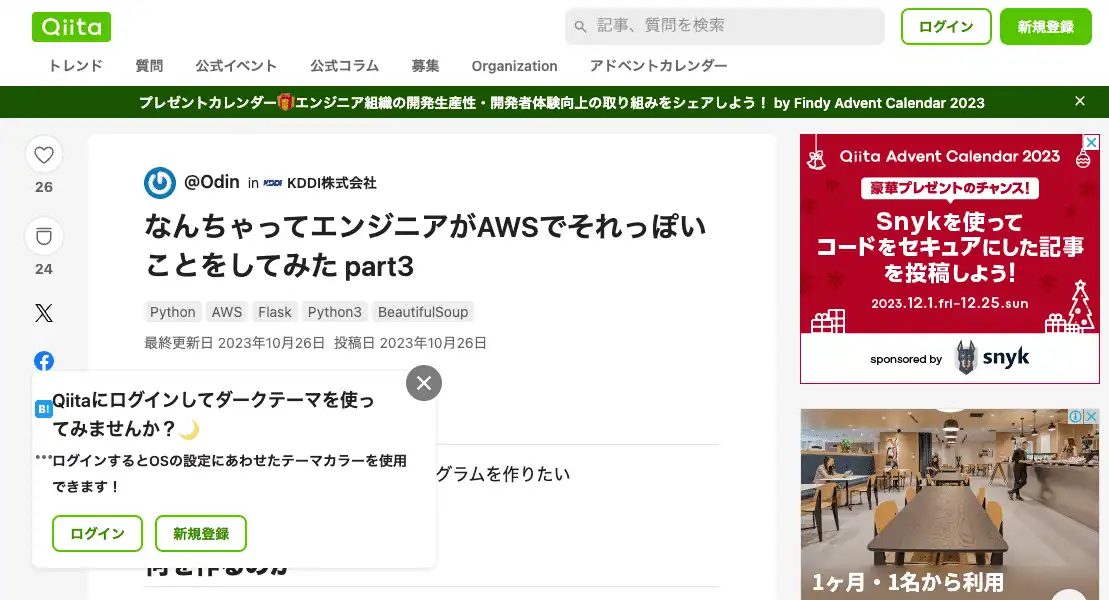 Qiita
記事、質問を検索
ログイン
新規登録
トレンド 質問 公式イベント 公式コラム 募集 Organization アドベントカレンダー
プレゼントカレンダー🎁エンジニア組織の開発生産性・開発者体験向上の取り組みをシェアしよう！ by Findy Advent Calendar 2023
26
24
@Odin in KDDI KDDI株式会社
なんちゃってエンジニアがAWSでそれっぽい
ことをしてみた part3
Python AWS Flask Python3 BeautifulSoup
最終更新日 2023年10月26日 投稿日 2023年10月26日
グラムを作りたい
B!
Qiitaにログインしてダークテーマを使っ
てみませんか？🌙
ログインするとOSの設定にあわせたテーマカラーを使用
できます！
ログイン
新規登録
何を作るのか
Qiita Advent Calendar 2023
豪華プレゼントのチャンス!
Snykを使って
コードをセキュアにした記事
を投稿しよう!
2023.12.1.fri-12.25.sun
sponsored by snyk
1ヶ月・1名から利用